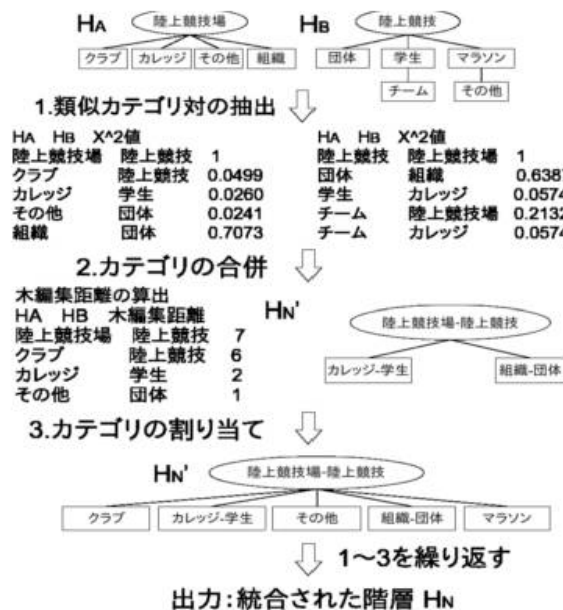 HA 陸上競技場
クラブ カレッジ その他 組織
HB 陸上競技
団体 学生 マラソン
チーム その他
1.類似カテゴリ対の抽出
HA HB X^2値
陸上競技場 陸上競技 1
クラブ 陸上競技 0.0499
カレッジ 学生 0.0260
その他 団体 0.0241
組織 団体 0.7073
HA HB X^2値
陸上競技 陸上競技場 1
団体 組織 0.6387
学生 カレッジ 0.0574
チーム 陸上競技場 0.2132
チーム カレッジ 0.0574
2.カテゴリの合併
木編集距離の算出
HA HB 木編集距離
陸上競技場 陸上競技 7
クラブ 陸上競技 6
カレッジ 学生 2
その他 団体 1
HN' 陸上競技場-陸上競技
カレッジ-学生 組織-団体
3.カテゴリの割り当て
HN' 陸上競技場-陸上競技
クラブ カレッジ-学生 その他 組織-団体 マラソン
1~3を繰り返す
出力:統合された階層 HN